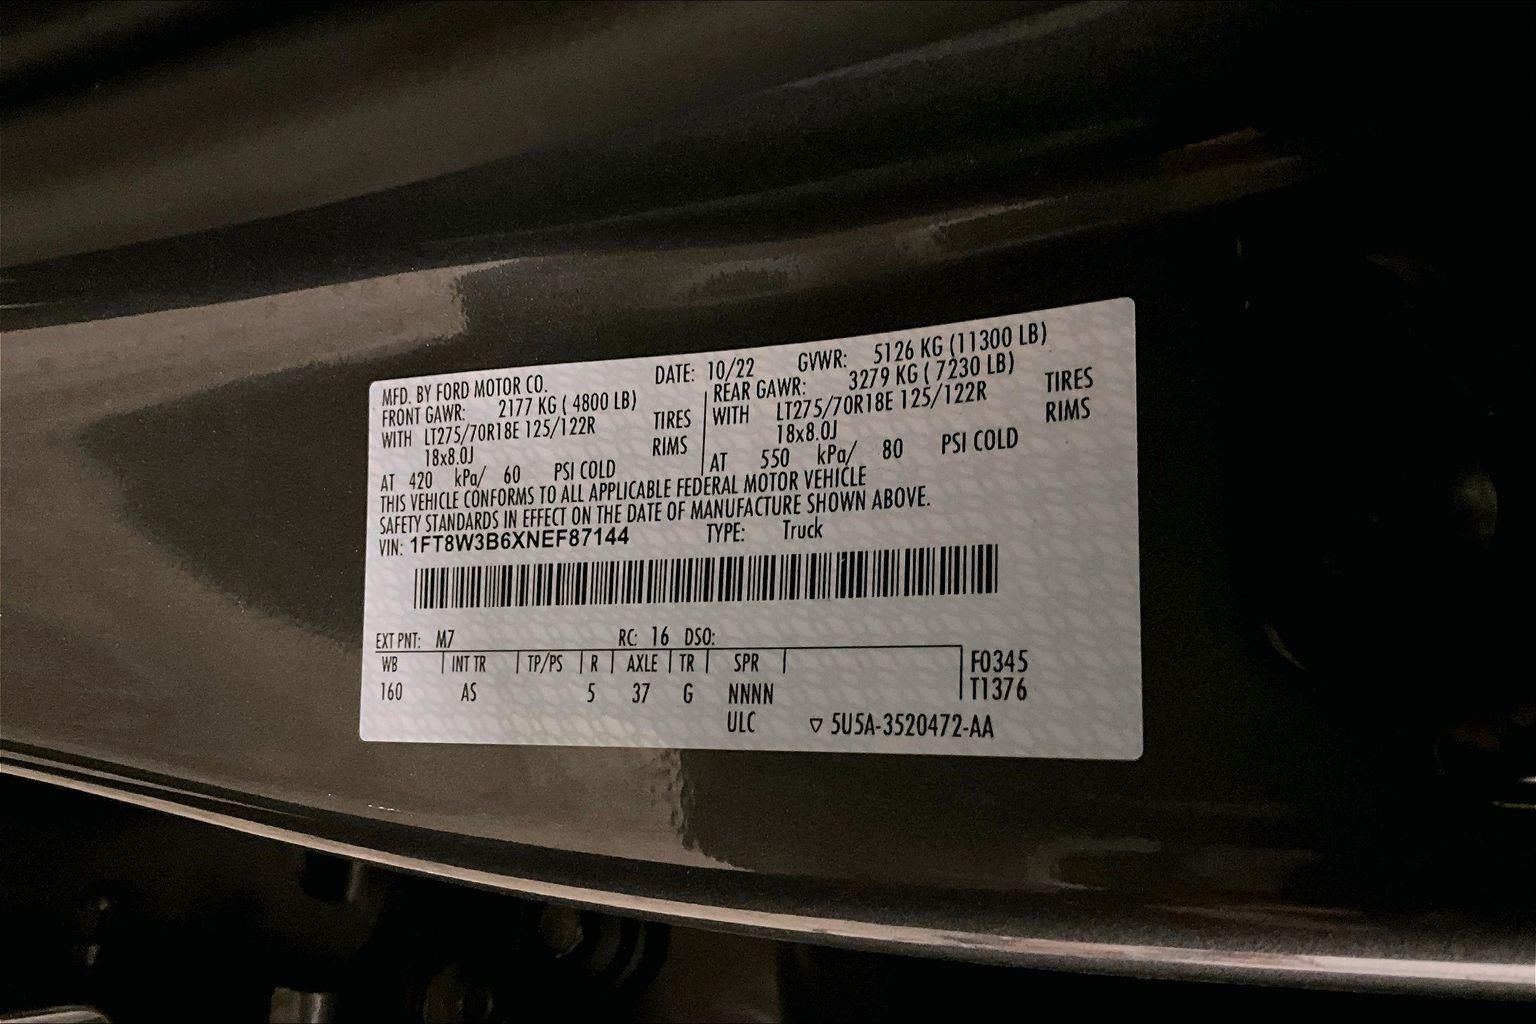 MFD. BY FORD MOTOR CO. DATE: 10/22 GVWR: 5126 KG (11300 LB)
FRONT GAWR: 2177 KG ( 4800 LB) REAR GAWR: 3279 KG ( 7230 LB)
WITH LT275/70R18E 125/122R TIRES WITH LT275/70R18E 125/122R TIRES
18x8.0J RIMS 18x8.0J RIMS
AT 420 kPa/ 60 PSI COLD AT 550 kPa/ 80 PSI COLD
THIS VEHICLE CONFORMS TO ALL APPLICABLE FEDERAL MOTOR VEHICLE
SAFETY STANDARDS IN EFFECT ON THE DATE OF MANUFACTURE SHOWN ABOVE.
VIN: 1FT8W3B6XNEF87144 TYPE: Truck
EXT PNT: M7 RC: 16 DSO:
WB INT TR TP/PS R AXLE TR SPR F0345
160 AS 5 37 G NNNN T1376
ULC ▽ 5U5A-3520472-AA